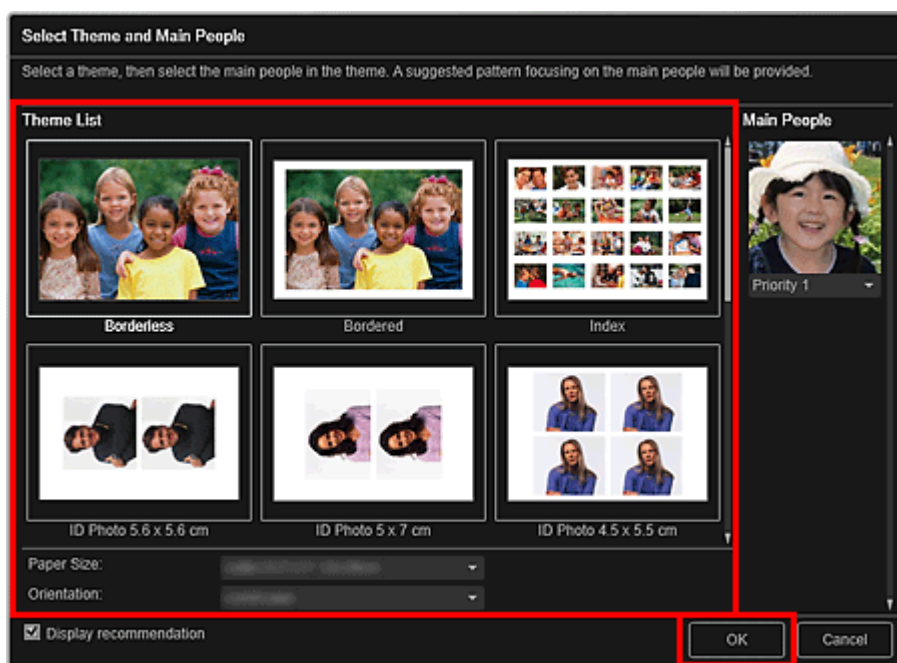 Select Theme and Main People
Select a theme, then select the main people in the theme. A suggested pattern focusing on the main people will be provided.
Theme List
Main People
Borderless
Bordered
Index
Priority 1
ID Photo 5.6 x 5.6 cm
ID Photo 5 x 7 cm
ID Photo 4.5 x 5.5 cm
Paper Size:
Orientation:
Display recommendation
OK
Cancel